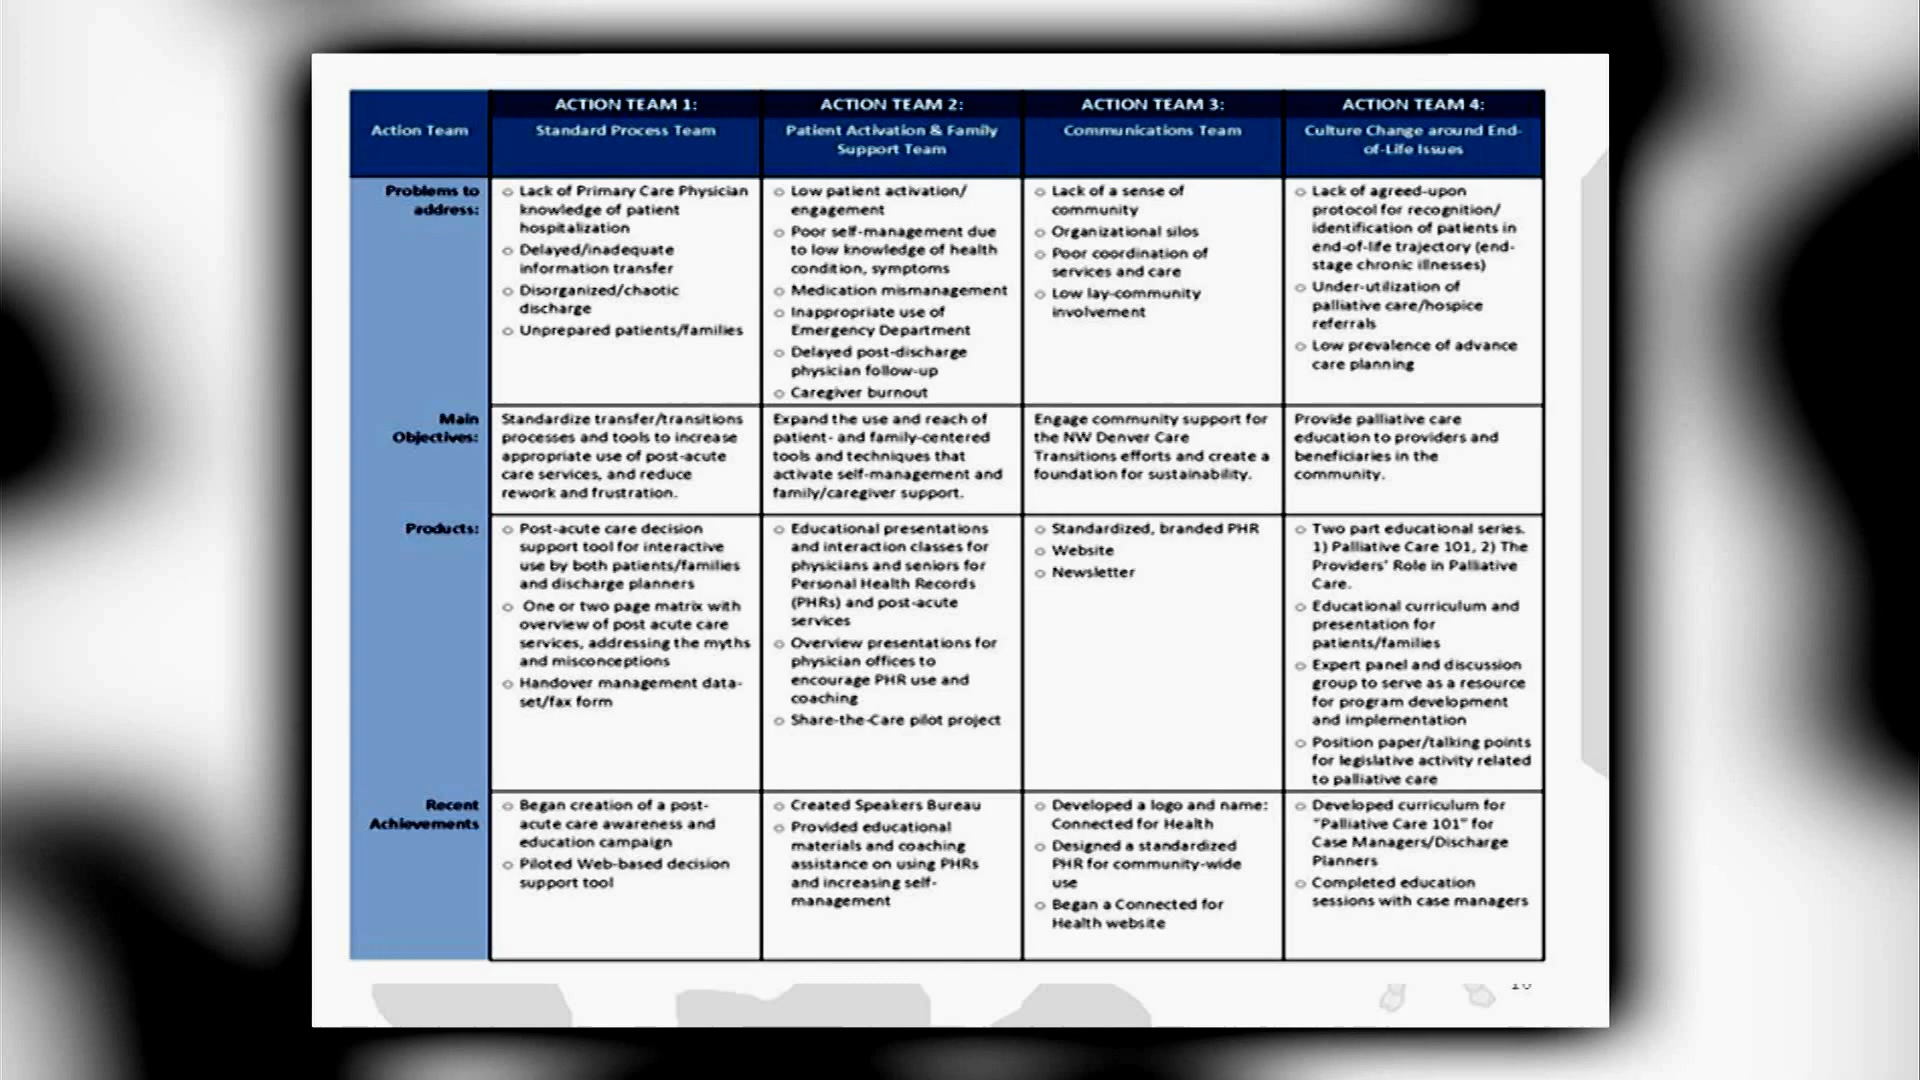 Action Team
ACTION TEAM 1:
Standard Process Team
ACTION TEAM 2:
Patient Activation & Family
Support Team
ACTION TEAM 3:
Communications Team
ACTION TEAM 4:
Culture Change around End-
of-Life Issues
Problems to
address:
○ Lack of Primary Care Physician
knowledge of patient
hospitalization
○ Delayed/inadequate
information transfer
○ Disorganized/chaotic
discharge
○ Unprepared patients/families
○ Low patient activation/
engagement
○ Poor self-management due
to low knowledge of health
condition, symptoms
○ Medication mismanagement
○ Inappropriate use of
Emergency Department
○ Delayed post-discharge
physician follow-up
○ Caregiver burnout
○ Lack of a sense of
community
○ Organizational silos
○ Poor coordination of
services and care
○ Low lay-community
involvement
○ Lack of agreed-upon
protocol for recognition/
identification of patients in
end-of-life trajectory (end-
stage chronic illnesses)
○ Under-utilization of
palliative care/hospice
referrals
○ Low prevalence of advance
care planning
Main
Objectives:
Standardize transfer/transitions
processes and tools to increase
appropriate use of post-acute
care services, and reduce
rework and frustration.
Expand the use and reach of
patient- and family-centered
tools and techniques that
activate self-management and
family/caregiver support.
Engage community support for
the NW Denver Care
Transitions efforts and create a
foundation for sustainability.
Provide palliative care
education to providers and
beneficiaries in the
community.
Products:
○ Post-acute care decision
support tool for interactive
use by both patients/families
and discharge planners
○ One or two page matrix with
overview of post acute care
services, addressing the myths
and misconceptions
○ Handover management data-
set/fax form
○ Educational presentations
and interaction classes for
physicians and seniors for
Personal Health Records
(PHRs) and post-acute
services
○ Overview presentations for
physician offices to
encourage PHR use and
coaching
○ Share-the-Care pilot project
○ Standardized, branded PHR
○ Website
○ Newsletter
○ Two part educational series.
1) Palliative Care 101, 2) The
Providers' Role in Palliative
Care.
○ Educational curriculum and
presentation for
patients/families
○ Expert panel and discussion
group to serve as a resource
for program development
and implementation
○ Position paper/talking points
for legislative activity related
to palliative care
Recent
Achievements
○ Began creation of a post-
acute care awareness and
education campaign
○ Piloted Web-based decision
support tool
○ Created Speakers Bureau
○ Provided educational
materials and coaching
assistance on using PHRs
and increasing self-
management
○ Developed a logo and name:
Connected for Health
○ Designed a standardized
PHR for community-wide
use
○ Began a Connected for
Health website
○ Developed curriculum for
"Palliative Care 101" for
Case Managers/Discharge
Planners
○ Completed education
sessions with case managers